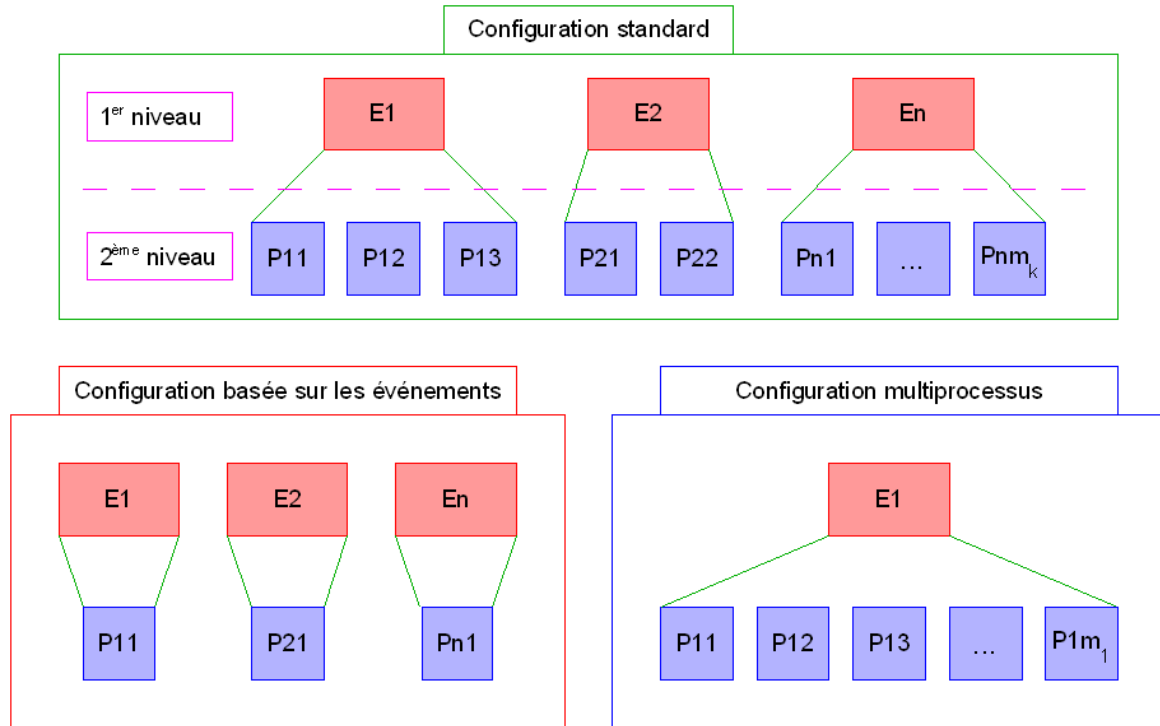 Configuration standard
1er niveau
E1 E2 En
2ème niveau
P11 P12 P13 P21 P22 Pn1 ... Pnmk
Configuration basée sur les événements
E1 E2 En
P11 P21 Pn1
Configuration multiprocessus
E1
P11 P12 P13 ... P1m1